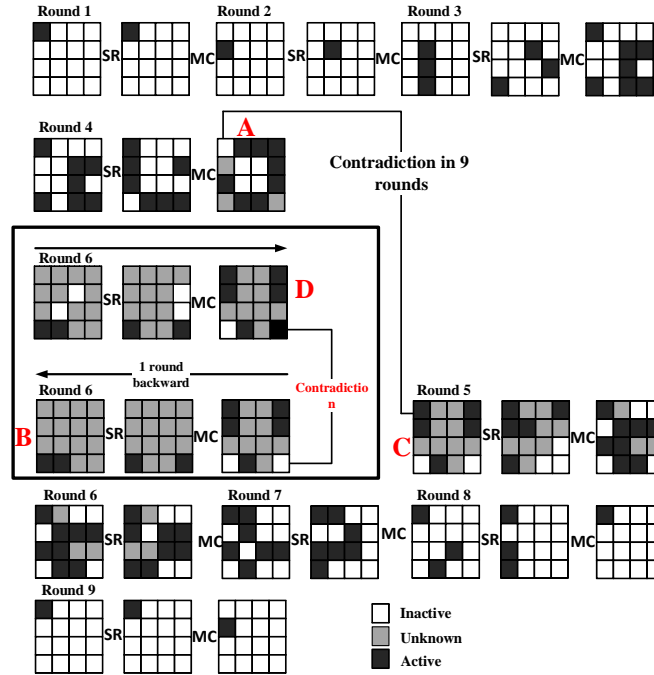 Round 1
Round 2
Round 3
SR
MC
SR
MC
SR
MC
Round 4
A
SR
MC
Contradiction in 9
rounds
Round 6
D
SR
MC
1 round
backward
Contradictio
n
Round 6
Round 5
B
SR
MC
C
SR
MC
Round 6
Round 7
Round 8
SR
MC
SR
MC
SR
MC
Round 9
SR
MC
Inactive
Unknown
Active